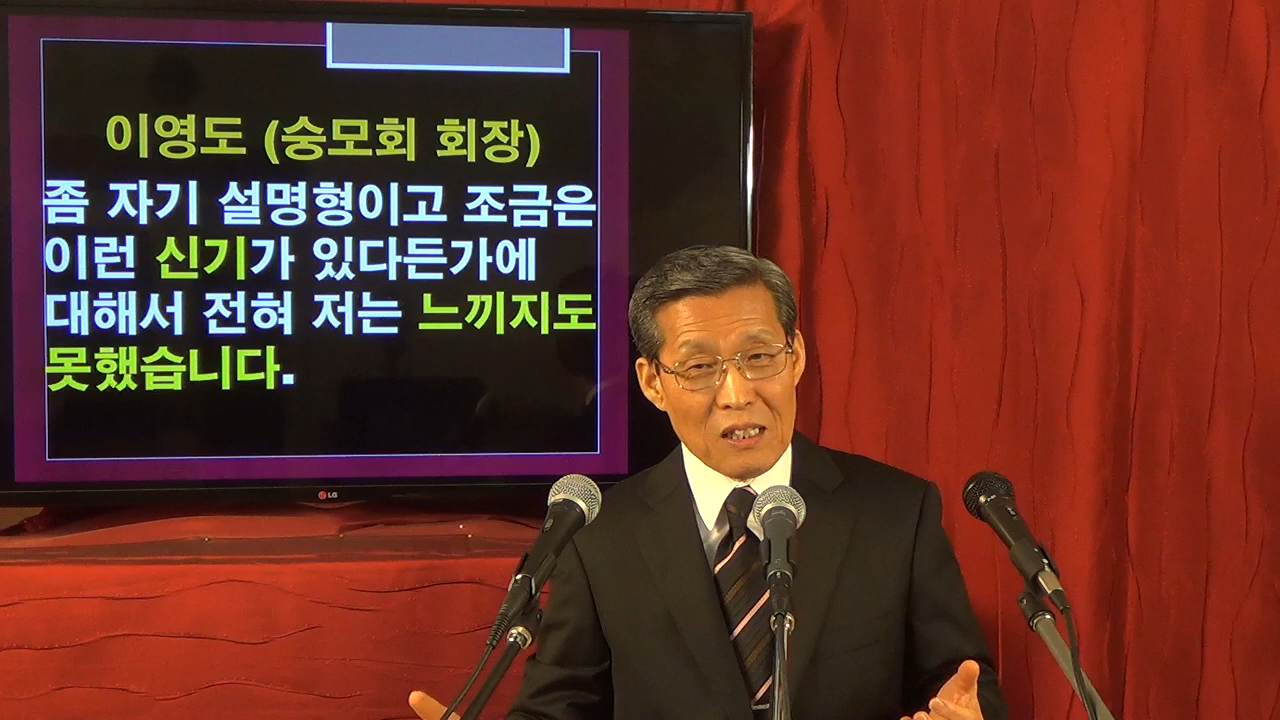 이영도 (숭모회 회장)
좀 자기 설명형이고 조금은
이런 신기가 있다든가에
대해서 전혀 저는 느끼지도
못했습니다.
LG